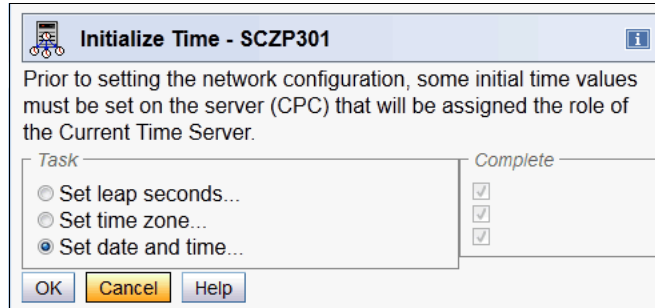 Initialize Time - SCZP301
i
Prior to setting the network configuration, some initial time values
must be set on the server (CPC) that will be assigned the role of
the Current Time Server.
Task
Complete
Set leap seconds...
Set time zone...
Set date and time...
OK Cancel Help